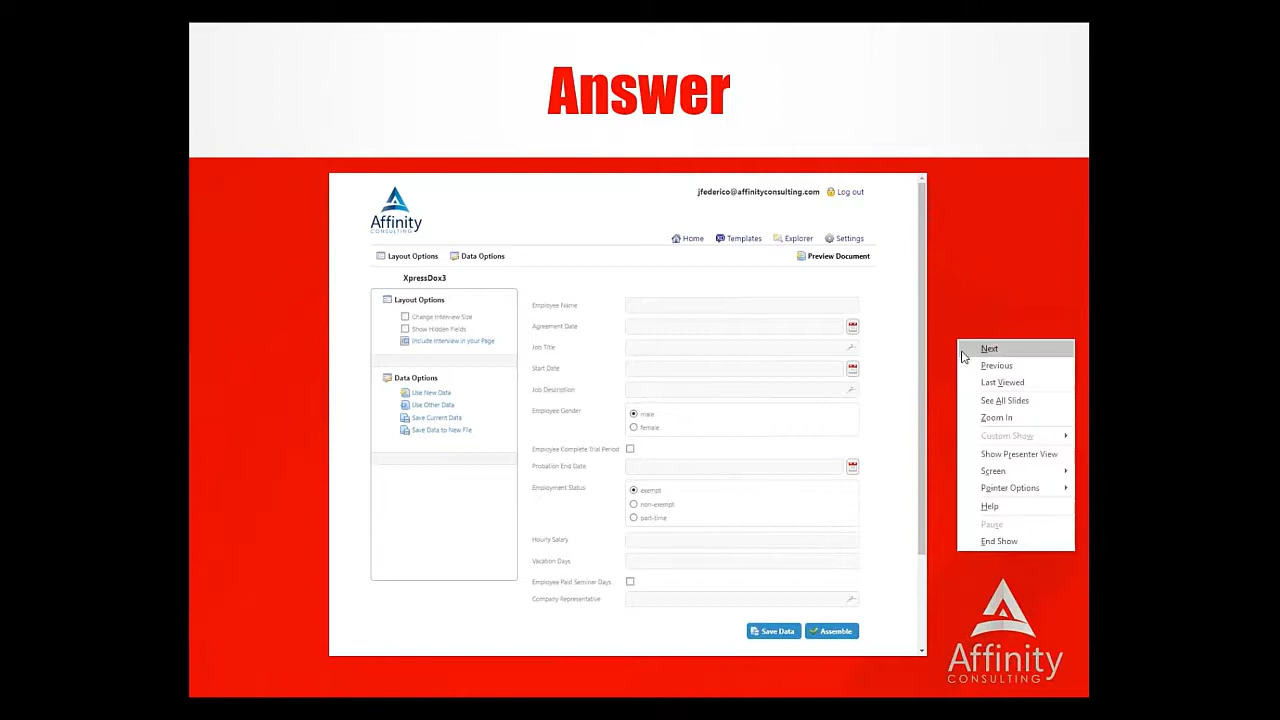 Answer
jfederico@affinityconsulting.com Log out
Affinity
CONSULTING
Home Templates Explorer Settings
Layout Options Data Options Preview Document
XpressDox3
Layout Options
Change Interview Size
Show Hidden Fields
Include Interview in your Page
Data Options
Use New Data
Use Other Data
Save Current Data
Save Data to New File
Employee Name
Agreement Date
Job Title
Start Date
Job Description
Employee Gender
male
female
Employee Complete Trial Period
Probation End Date
Employment Status
exempt
non-exempt
part-time
Hourly Salary
Vacation Days
Employee Paid Seminar Days
Company Representative
Save Data Assemble
Next
Previous
Last Viewed
See All Slides
Zoom In
Custom Show
Show Presenter View
Screen
Pointer Options
Help
Pause
End Show
Affinity
CONSULTING